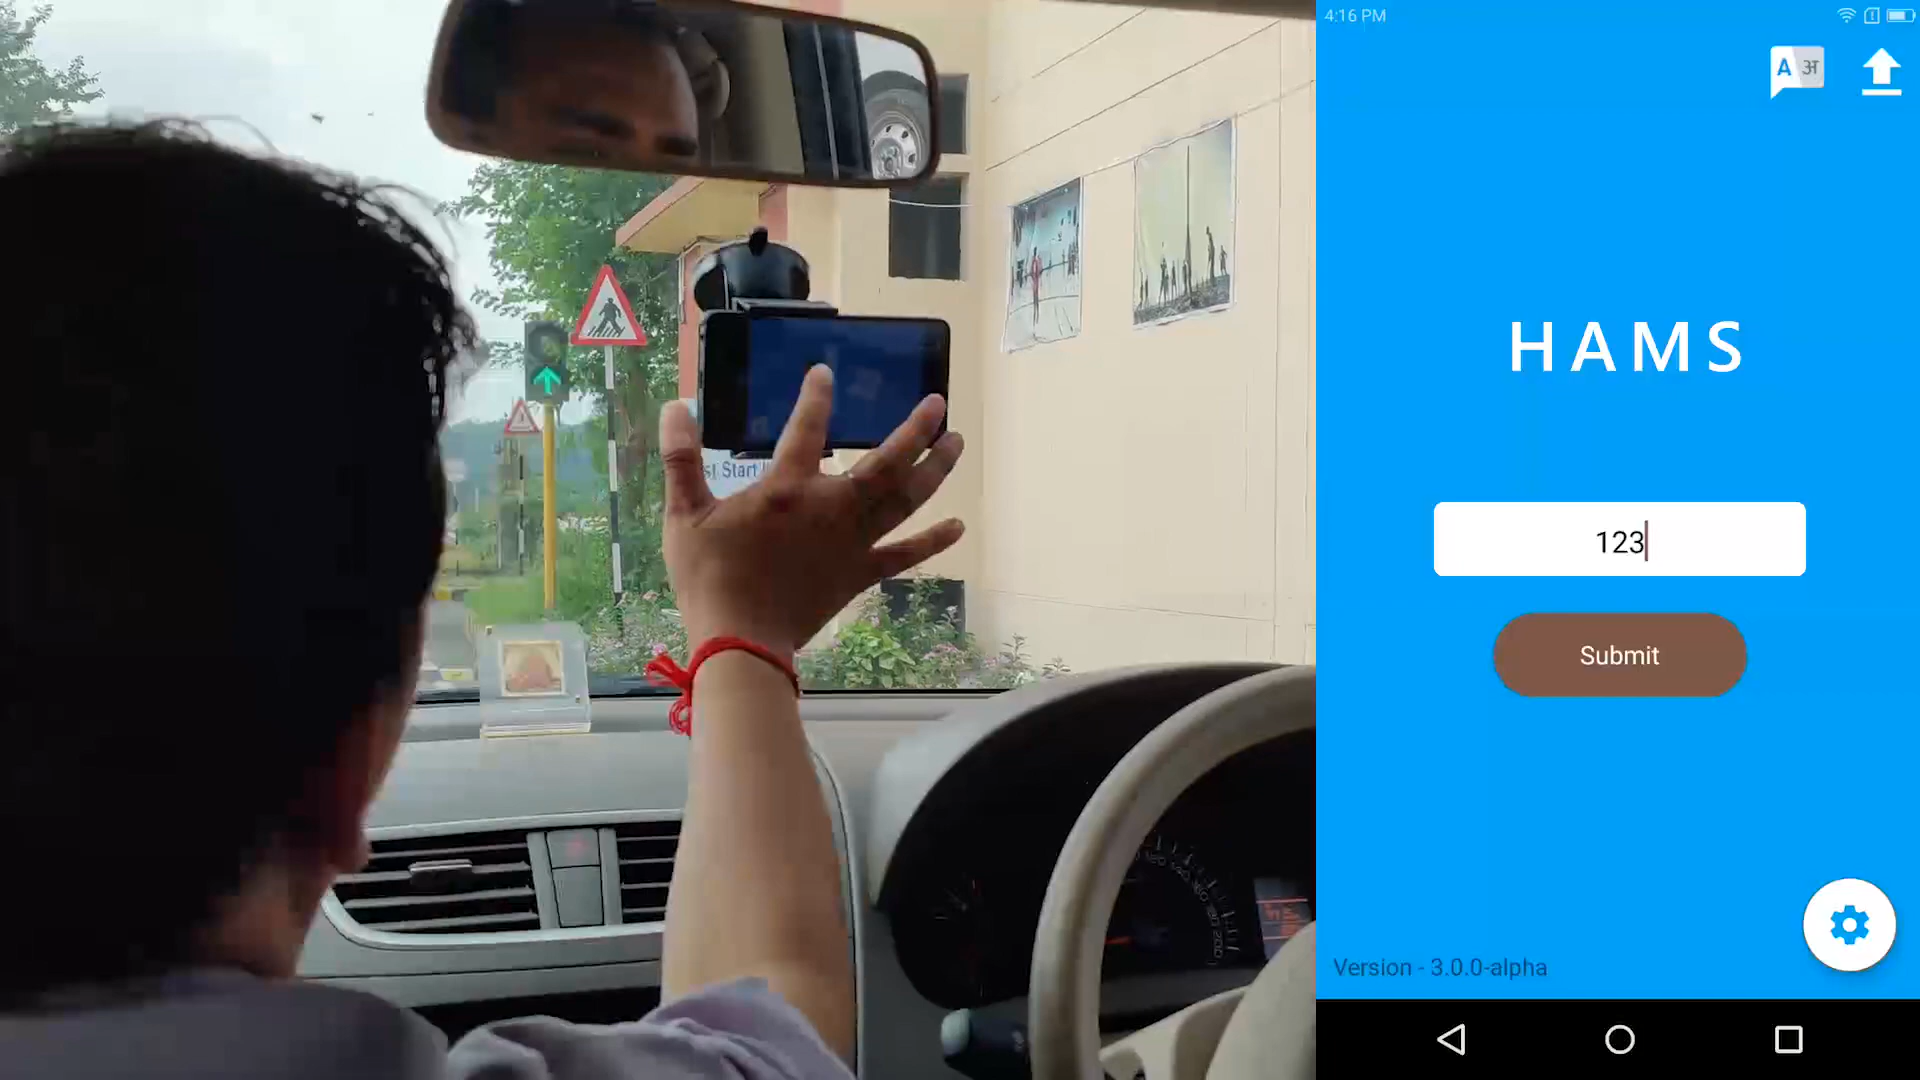 Start
4:16 PM
A अ
HAMS
123
Submit
Version - 3.0.0-alpha